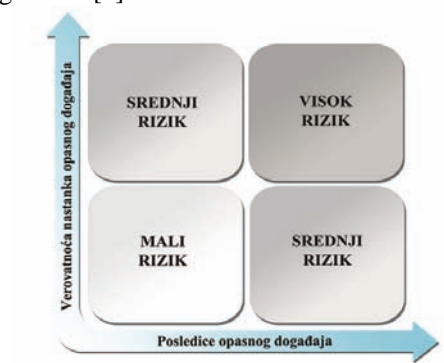 Verovatnoća nastanka opasnog događaja
SREDNJI
RIZIK
VISOK
RIZIK
MALI
RIZIK
SREDNJI
RIZIK
Posledice opasnog događaja